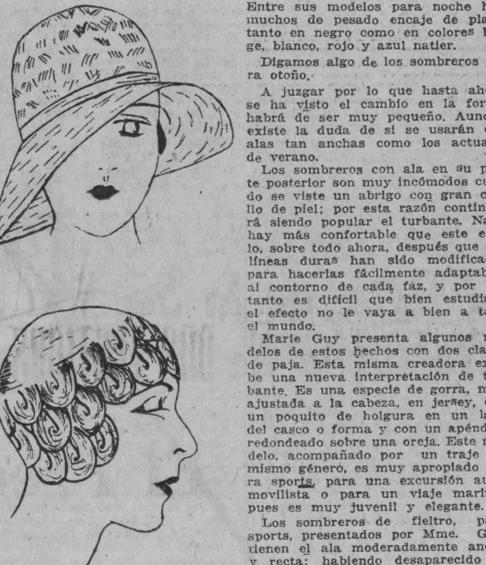 Entre sus modelos para noche h
muchos de pesado encaje de pla
tanto en negro como en colores b
ge, blanco, rojo y azul natier.
Digamos algo de los sombreros
ra otoño.
A juzgar por lo que hasta aho
se ha visto el cambio en la for
habrá de ser muy pequeño. Aunq
existe la duda de si se usarán
alas tan anchas como los actua
de verano.
Los sombreros con ala en su p
te posterior son muy incómodos cu
do se viste un abrigo con gran c
llo de piel; por esta razón contin
rá siendo popular el turbante. Na
hay más confortable que este e
lo, sobre todo ahora, después que
líneas duras han sido modifica
para hacerlas fácilmente adaptab
al contorno de cada faz, y por
tanto es difícil que bien estudia
el efecto no le vaya a bien a t
el mundo.
Marie Guy presenta algunos m
delos de estos hechos con dos cla
de paja. Esta misma creadora ex
be una nueva interpretación de t
bante. Es una especie de gorra, m
ajustada a la cabeza, en jersey,
un poquito de holgura en un l
del casco o forma y con un apénd
redondeado sobre una oreja. Este m
delo, acompañado por un traje
mismo género, es muy apropiado
ra sports, para una excursión au
movilista o para un viaje marít
pues es muy juvenil y elegante.
Los sombreros de fieltro, p
sports, presentados por Mme. G
tienen el ala moderadamente an
y recta; habiendo desaparecido